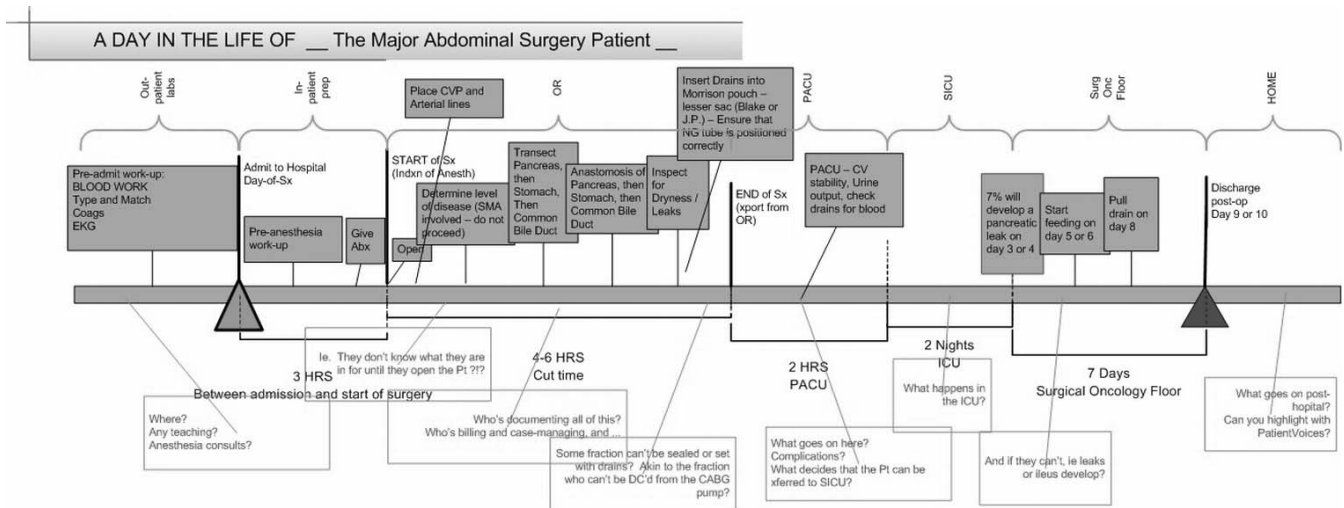 A DAY IN THE LIFE OF __ The Major Abdominal Surgery Patient __
Out-
patient
labs
In-
patient
prep
OR
PACU
SICU
Surg
Onc
Floor
HOME
Pre-admit work-up:
BLOOD WORK
Type and Match
Coags
EKG
Admit to Hospital
Day-of-Sx
Pre-anesthesia
work-up
Give
Abx
Place CVP and
Arterial lines
START of Sx
(Indxn of Anesth)
Open
Determine level
of disease (SMA
involved – do not
proceed)
Transect
Pancreas,
then
Stomach,
Then
Common
Bile Duct
Anastomosis of
Pancreas, then
Stomach, then
Common Bile
Duct
Inspect
for
Dryness /
Leaks
Insert Drains into
Morrison pouch –
lesser sac (Blake or
J.P.) – Ensure that
NG tube is positioned
correctly
END of Sx
(xport from
OR)
PACU – CV
stability, Urine
output, check
drains for blood
7% will
develop a
pancreatic
leak on
day 3 or 4
Start
feeding on
day 5 or 6
Pull
drain on
day 8
Discharge
post-op
Day 9 or 10
3 HRS
Between admission and start of surgery
4-6 HRS
Cut time
2 HRS
PACU
2 Nights
ICU
7 Days
Surgical Oncology Floor
Where?
Any teaching?
Anesthesia consults?
Ie. They don't know what they are
in for until they open the Pt ?!?
Who's documenting all of this?
Who's billing and case-managing, and ...
Some fraction can't be sealed or set
with drains? Akin to the fraction
who can't be DC'd from the CABG
pump?
What goes on here?
Complications?
What decides that the Pt can be
xferred to SICU?
What happens in
the ICU?
And if they can't, ie leaks
or ileus develop?
What goes on post-
hopital?
Can you highlight with
PatientVoices?